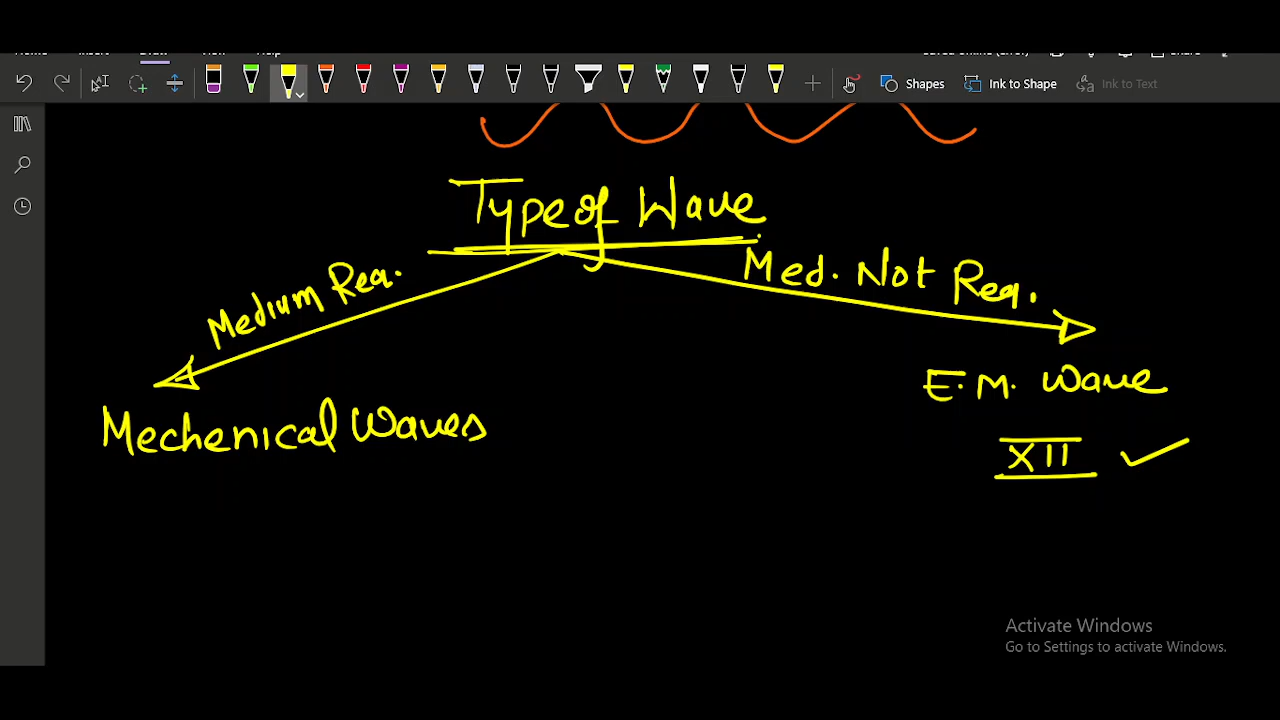 Shapes Ink to Shape Ink to Text
Type of Wave
Medium Req.
Med. Not Req.
Mechenical Waves
E.M. Wave
XII
Activate Windows
Go to Settings to activate Windows.